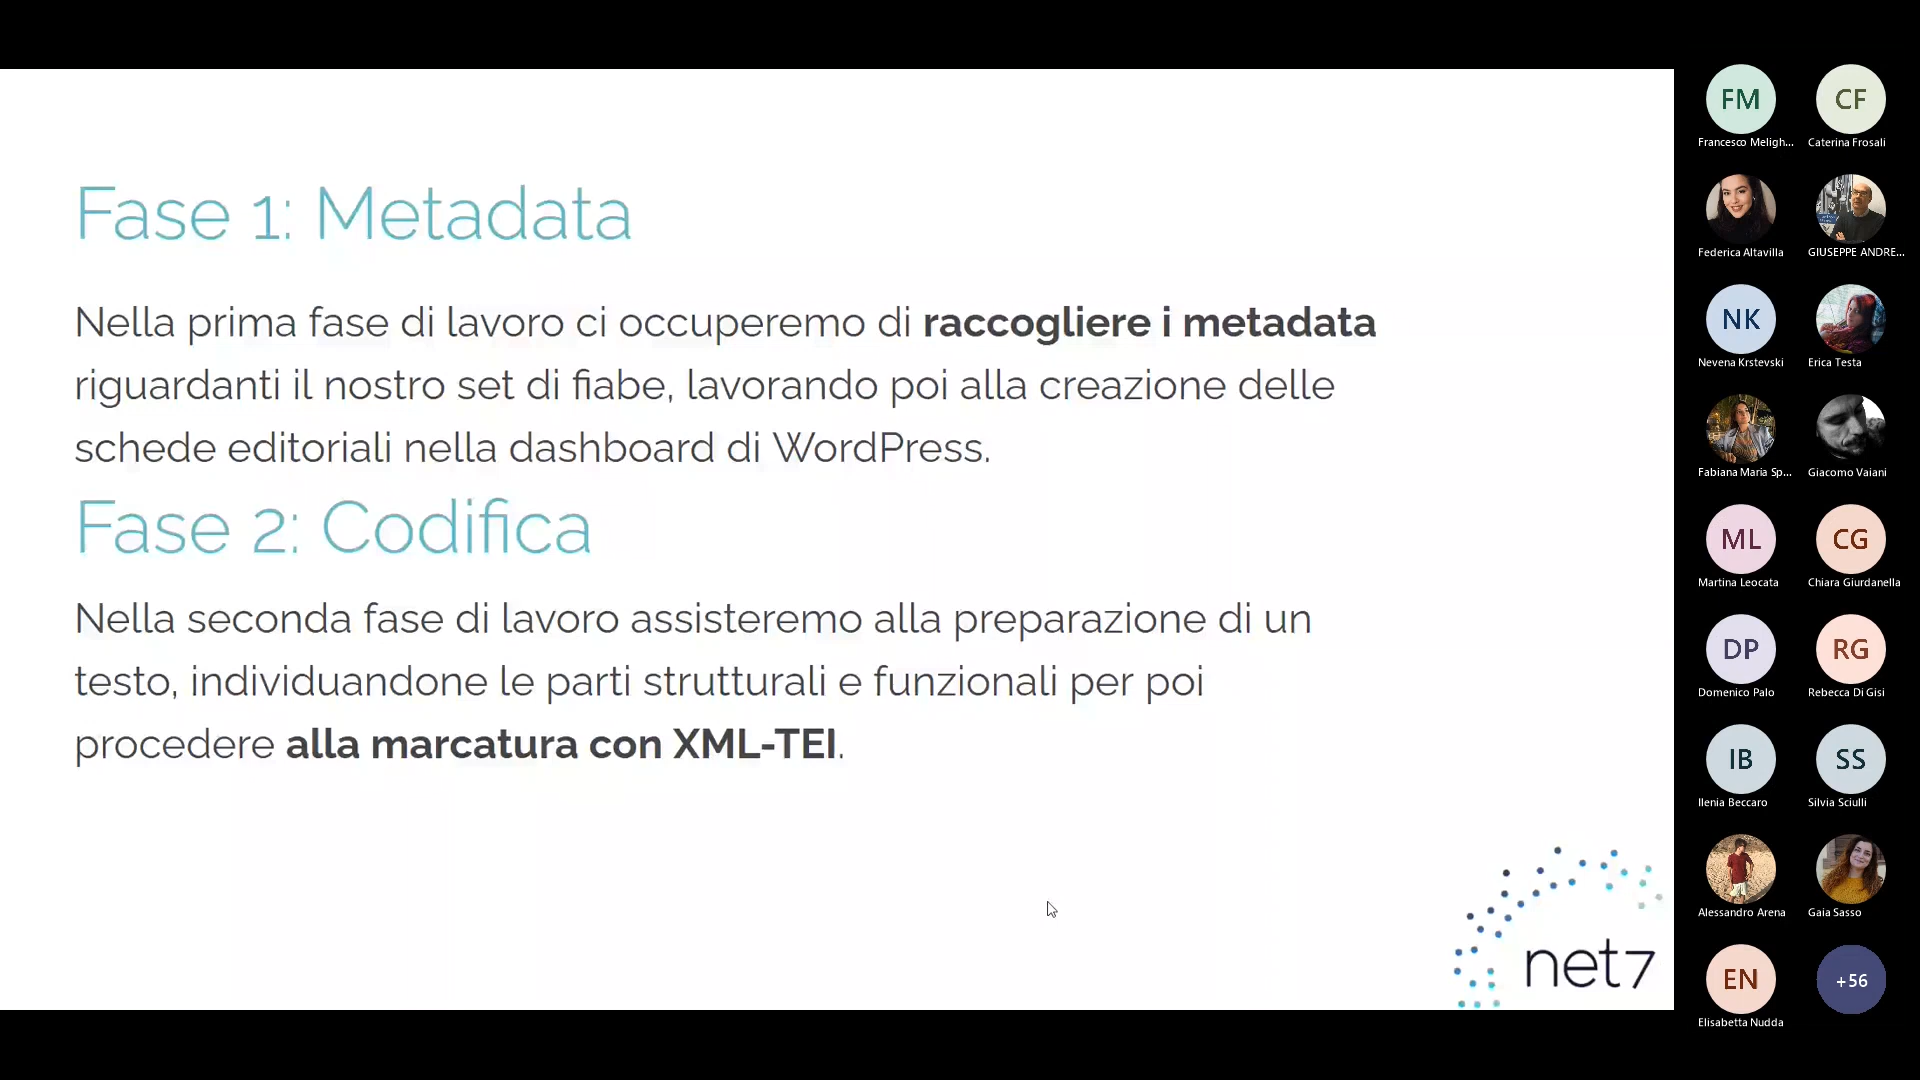 Fase 1: Metadata
Nella prima fase di lavoro ci occuperemo di raccogliere i metadata
riguardanti il nostro set di fiabe, lavorando poi alla creazione delle
schede editoriali nella dashboard di WordPress.
Fase 2: Codifica
Nella seconda fase di lavoro assisteremo alla preparazione di un
testo, individuandone le parti strutturali e funzionali per poi
procedere alla marcatura con XML-TEI.
net7
FM CF
Francesco Meligh... Caterina Frosali
Federica Altavilla GIUSEPPE ANDRE...
NK
Nevena Krstevski Erica Testa
Fabiana Maria Sp... Giacomo Vaiani
ML CG
Martina Leocata Chiara Giurdanella
DP RG
Domenico Palo Rebecca Di Gisi
IB SS
Ilenia Beccaro Silvia Sciulli
Alessandro Arena Gaia Sasso
EN +56
Elisabetta Nudda